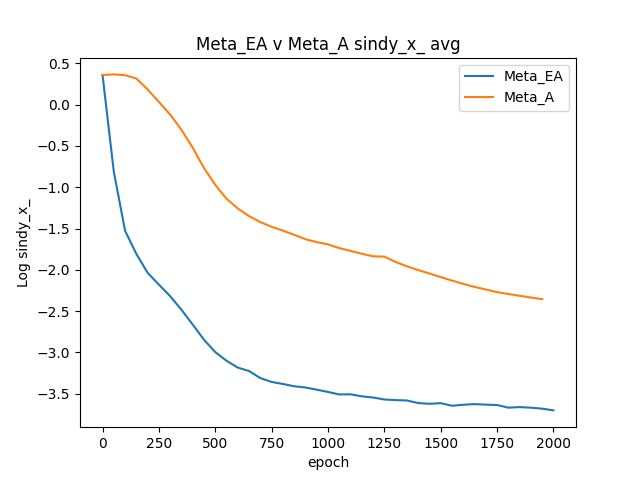 Meta_EA v Meta_A sindy_x_ avg
Meta_EA
Meta_A
Log sindy_x_
0.5
0.0
−0.5
−1.0
−1.5
−2.0
−2.5
−3.0
−3.5
0 250 500 750 1000 1250 1500 1750 2000
epoch